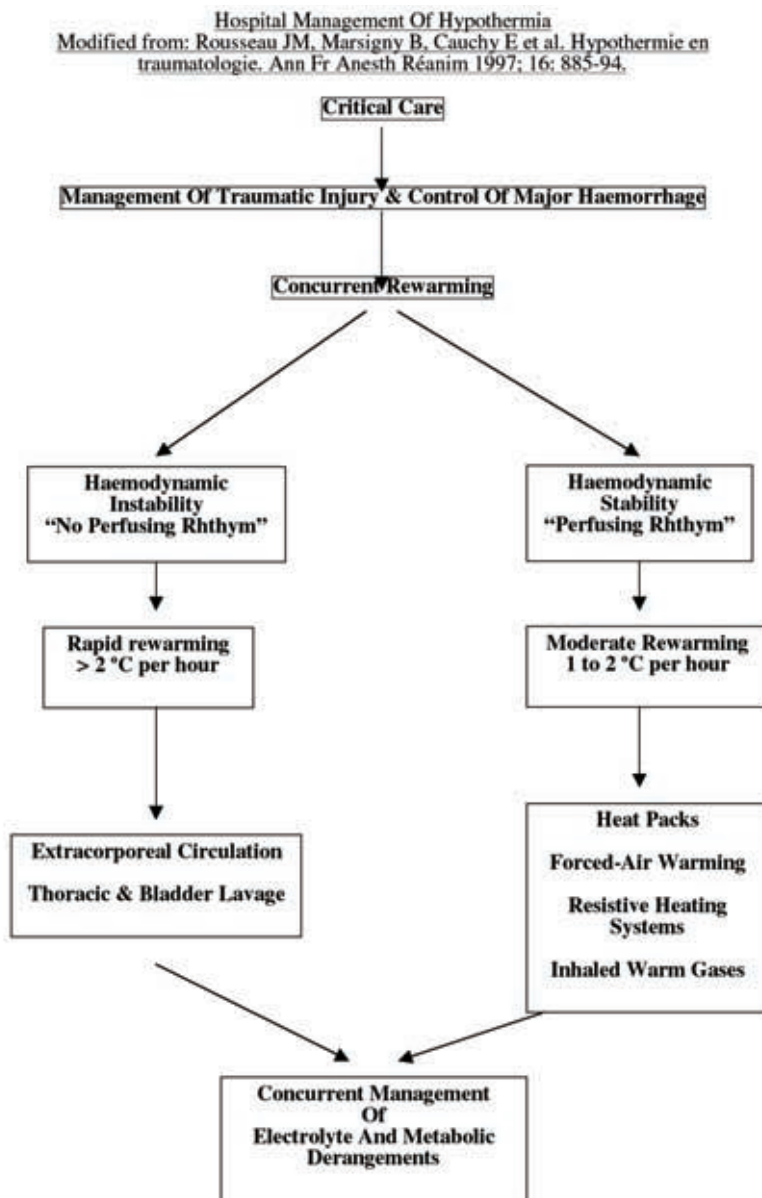 Hospital Management Of Hypothermia
Modified from: Rousseau JM, Marsigny B, Cauchy E et al. Hypothermie en
traumatologie. Ann Fr Anesth Réanim 1997; 16: 885-94.
Critical Care
Management Of Traumatic Injury & Control Of Major Haemorrhage
Concurrent Rewarming
Haemodynamic
Instability
“No Perfusing Rhthym”
Haemodynamic
Stability
“Perfusing Rhthym”
Rapid rewarming
> 2 °C per hour
Moderate Rewarming
1 to 2 °C per hour
Extracorporeal Circulation
Thoracic & Bladder Lavage
Heat Packs
Forced-Air Warming
Resistive Heating
Systems
Inhaled Warm Gases
Concurrent Management
Of
Electrolyte And Metabolic
Derangements